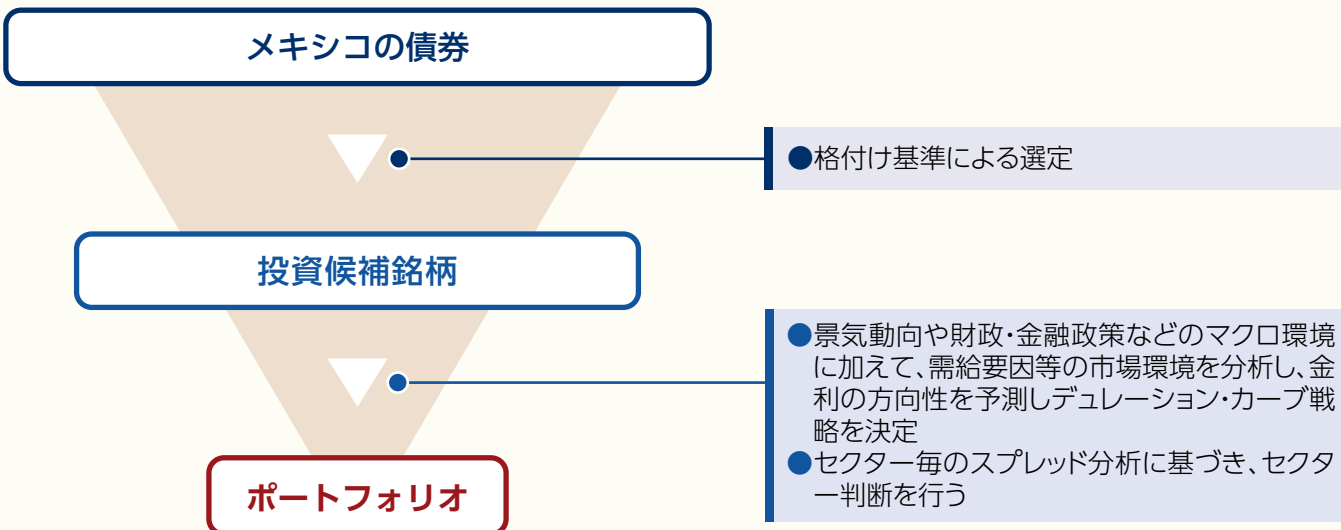 メキシコの債券
●格付け基準による選定
投資候補銘柄
●景気動向や財政・金融政策などのマクロ環境
に加えて、需給要因等の市場環境を分析し、金
利の方向性を予測しデュレーション・カーブ戦
略を決定
●セクター毎のスプレッド分析に基づき、セクタ
ー判断を行う
ポートフォリオ